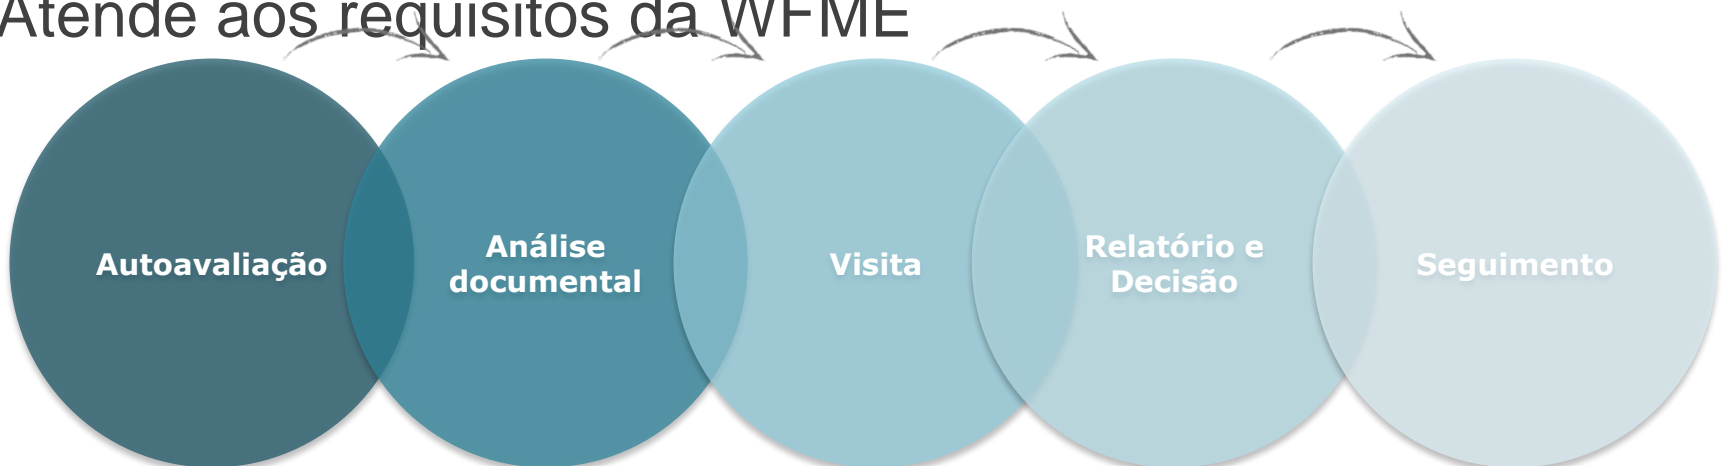 Atende aos requisitos da WFME
Autoavaliação
Análise
documental
Visita
Relatório e
Decisão
Seguimento